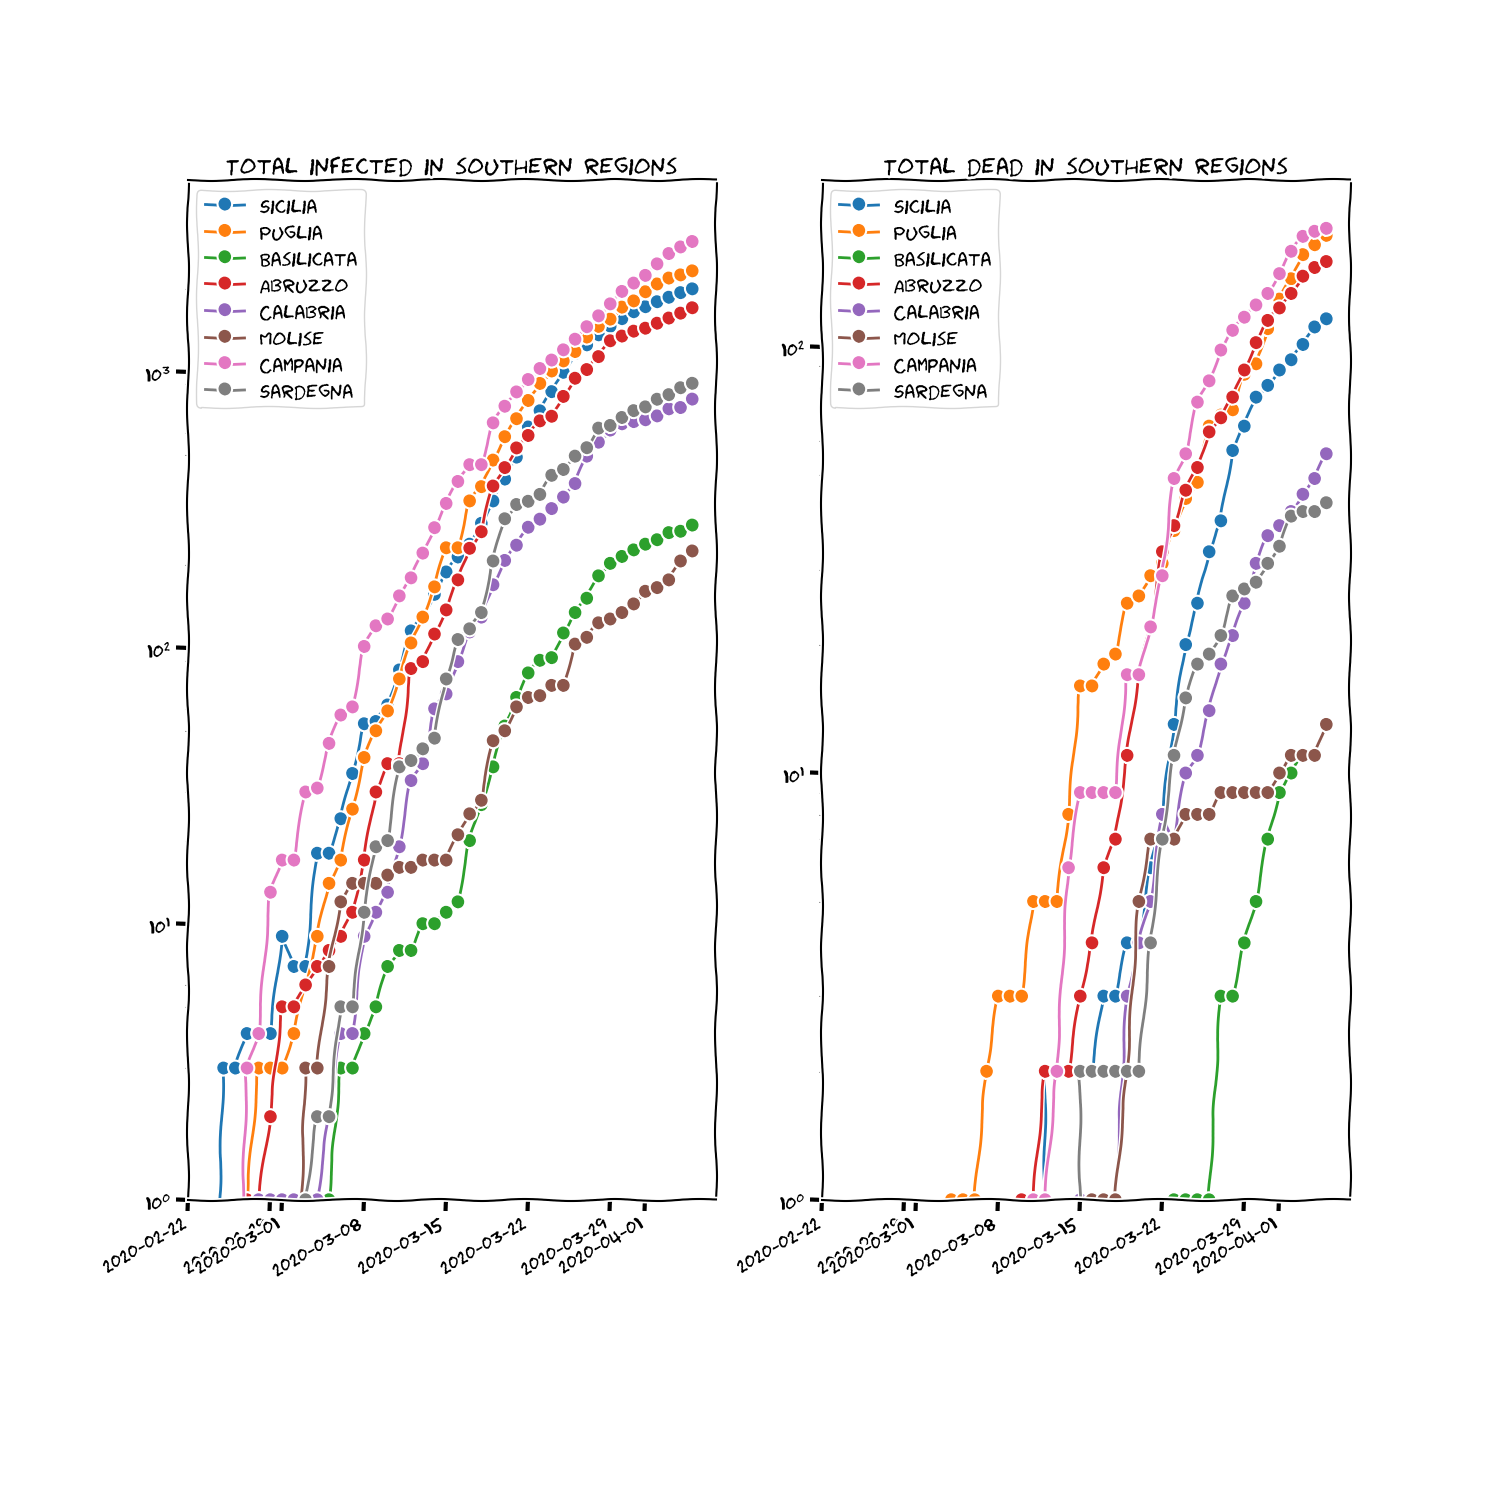 TOTAL INFECTED IN SOUTHERN REGIONS
SICILIA
PUGLIA
BASILICATA
ABRUZZO
CALABRIA
MOLISE
CAMPANIA
SARDEGNA
10³
10²
10¹
10⁰
2020-02-22
2020-03-01
2020-03-08
2020-03-15
2020-03-22
2020-03-29
2020-04-01
TOTAL DEAD IN SOUTHERN REGIONS
SICILIA
PUGLIA
BASILICATA
ABRUZZO
CALABRIA
MOLISE
CAMPANIA
SARDEGNA
10²
10¹
10⁰
2020-02-22
2020-03-01
2020-03-08
2020-03-15
2020-03-22
2020-03-29
2020-04-01